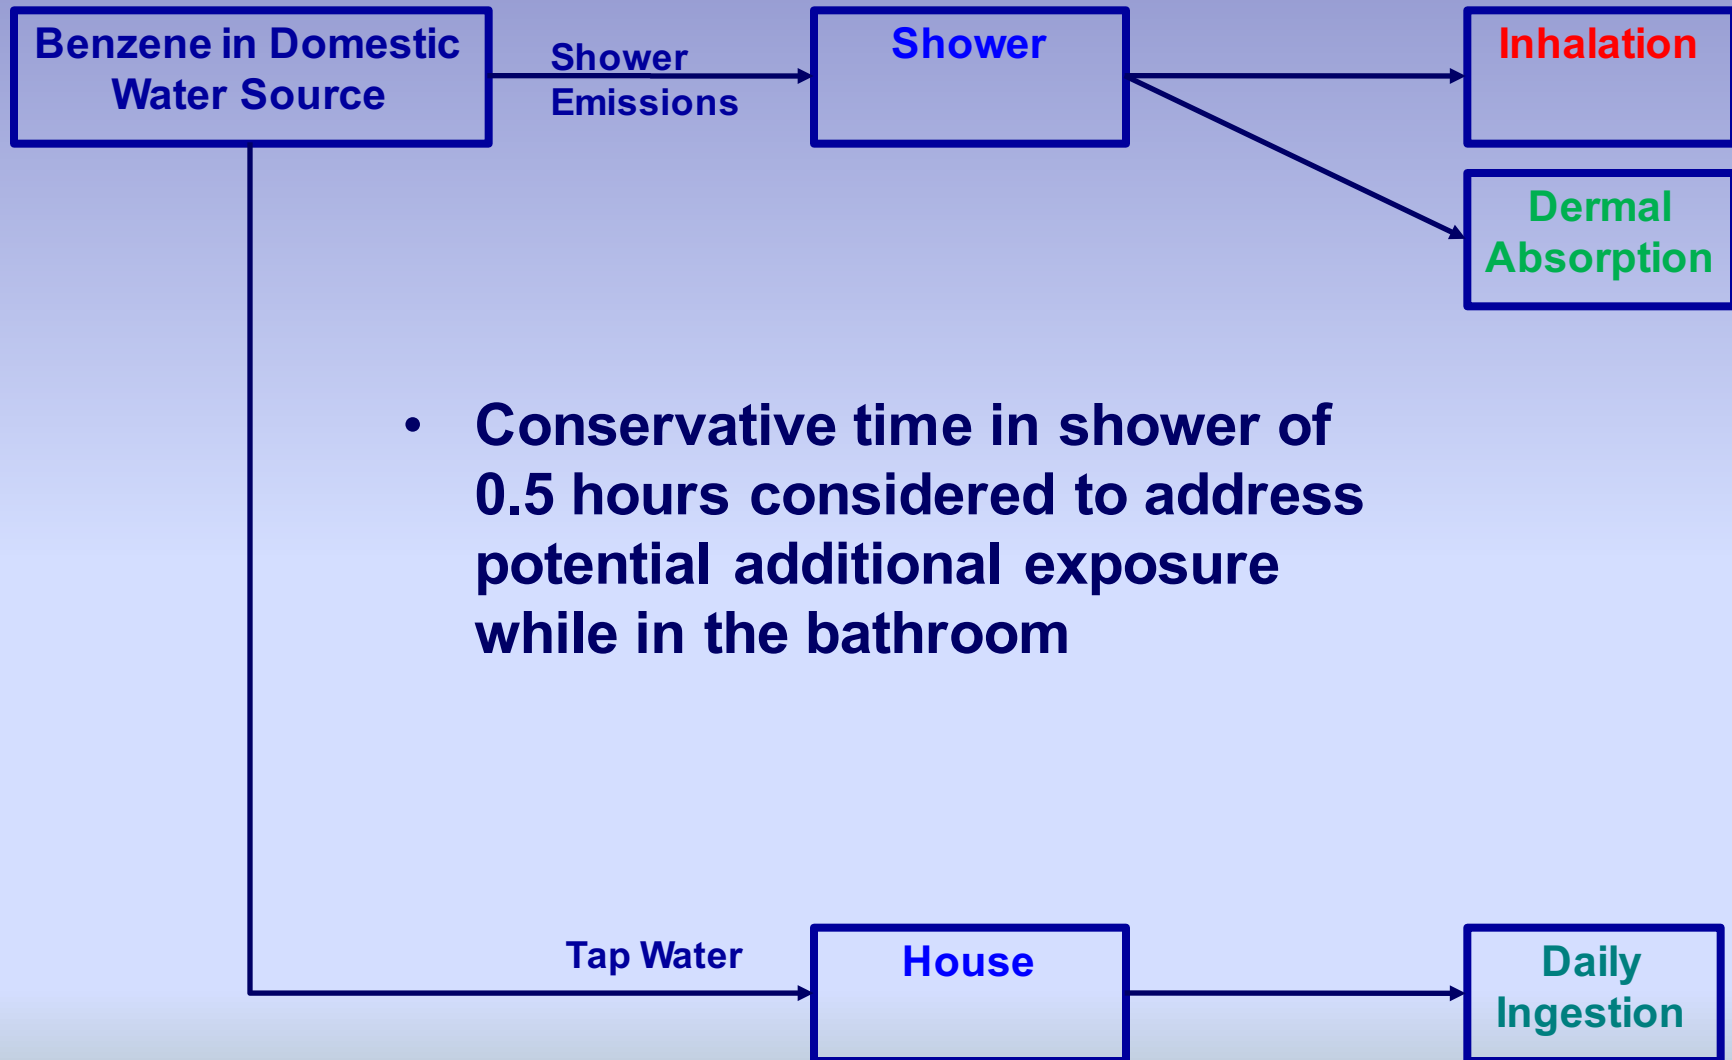 Benzene in Domestic
Water Source
Shower
Emissions
Shower
Inhalation
Dermal
Absorption
• Conservative time in shower of
0.5 hours considered to address
potential additional exposure
while in the bathroom
Tap Water
House
Daily
Ingestion